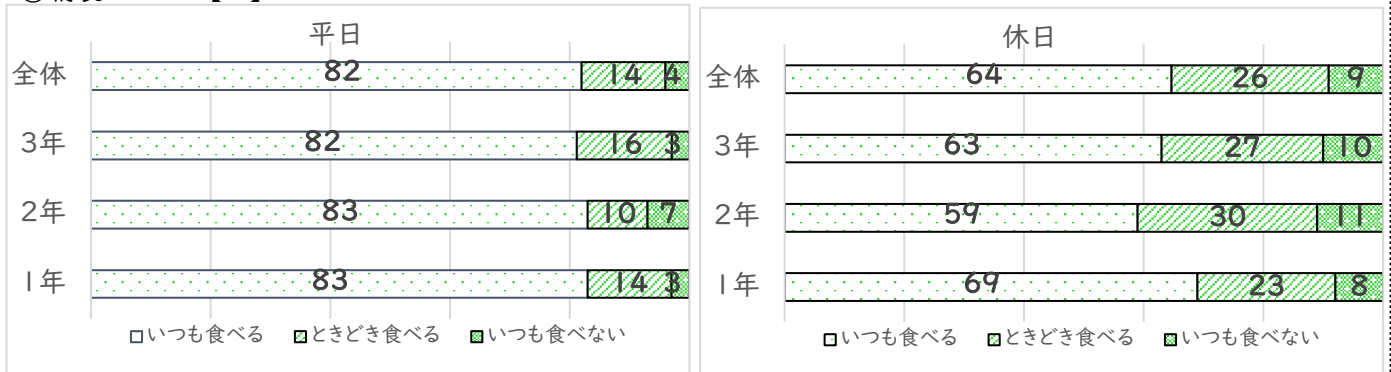 平日
全体 82 14 4
3年 82 16 3
2年 83 10 7
1年 83 14 3
いつも食べる ときどき食べる いつも食べない
休日
全体 64 26 9
3年 63 27 10
2年 59 30 11
1年 69 23 8
いつも食べる ときどき食べる いつも食べない